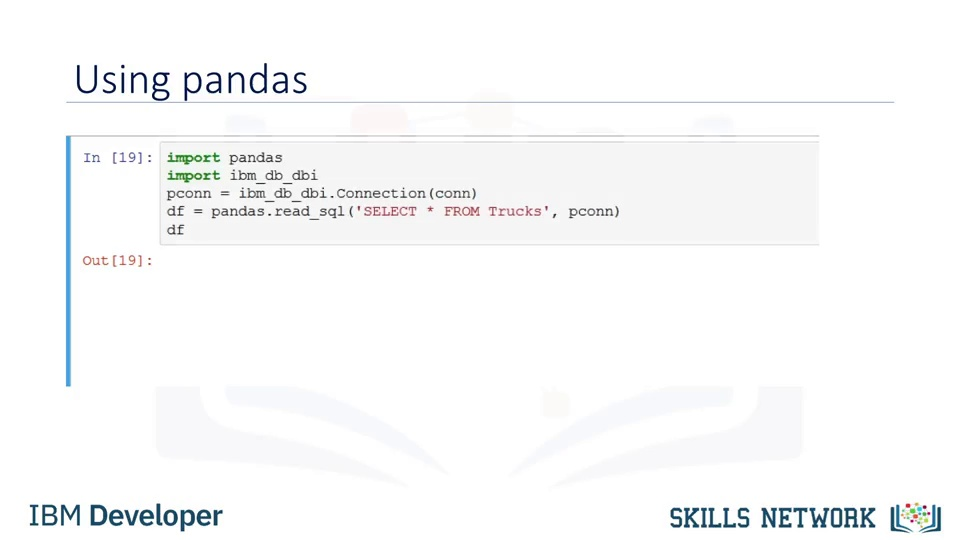 Using pandas
In [19]: import pandas
import ibm_db_dbi
pconn = ibm_db_dbi.Connection(conn)
df = pandas.read_sql('SELECT * FROM Trucks', pconn)
df
Out[19]:
IBM Developer
SKILLS NETWORK